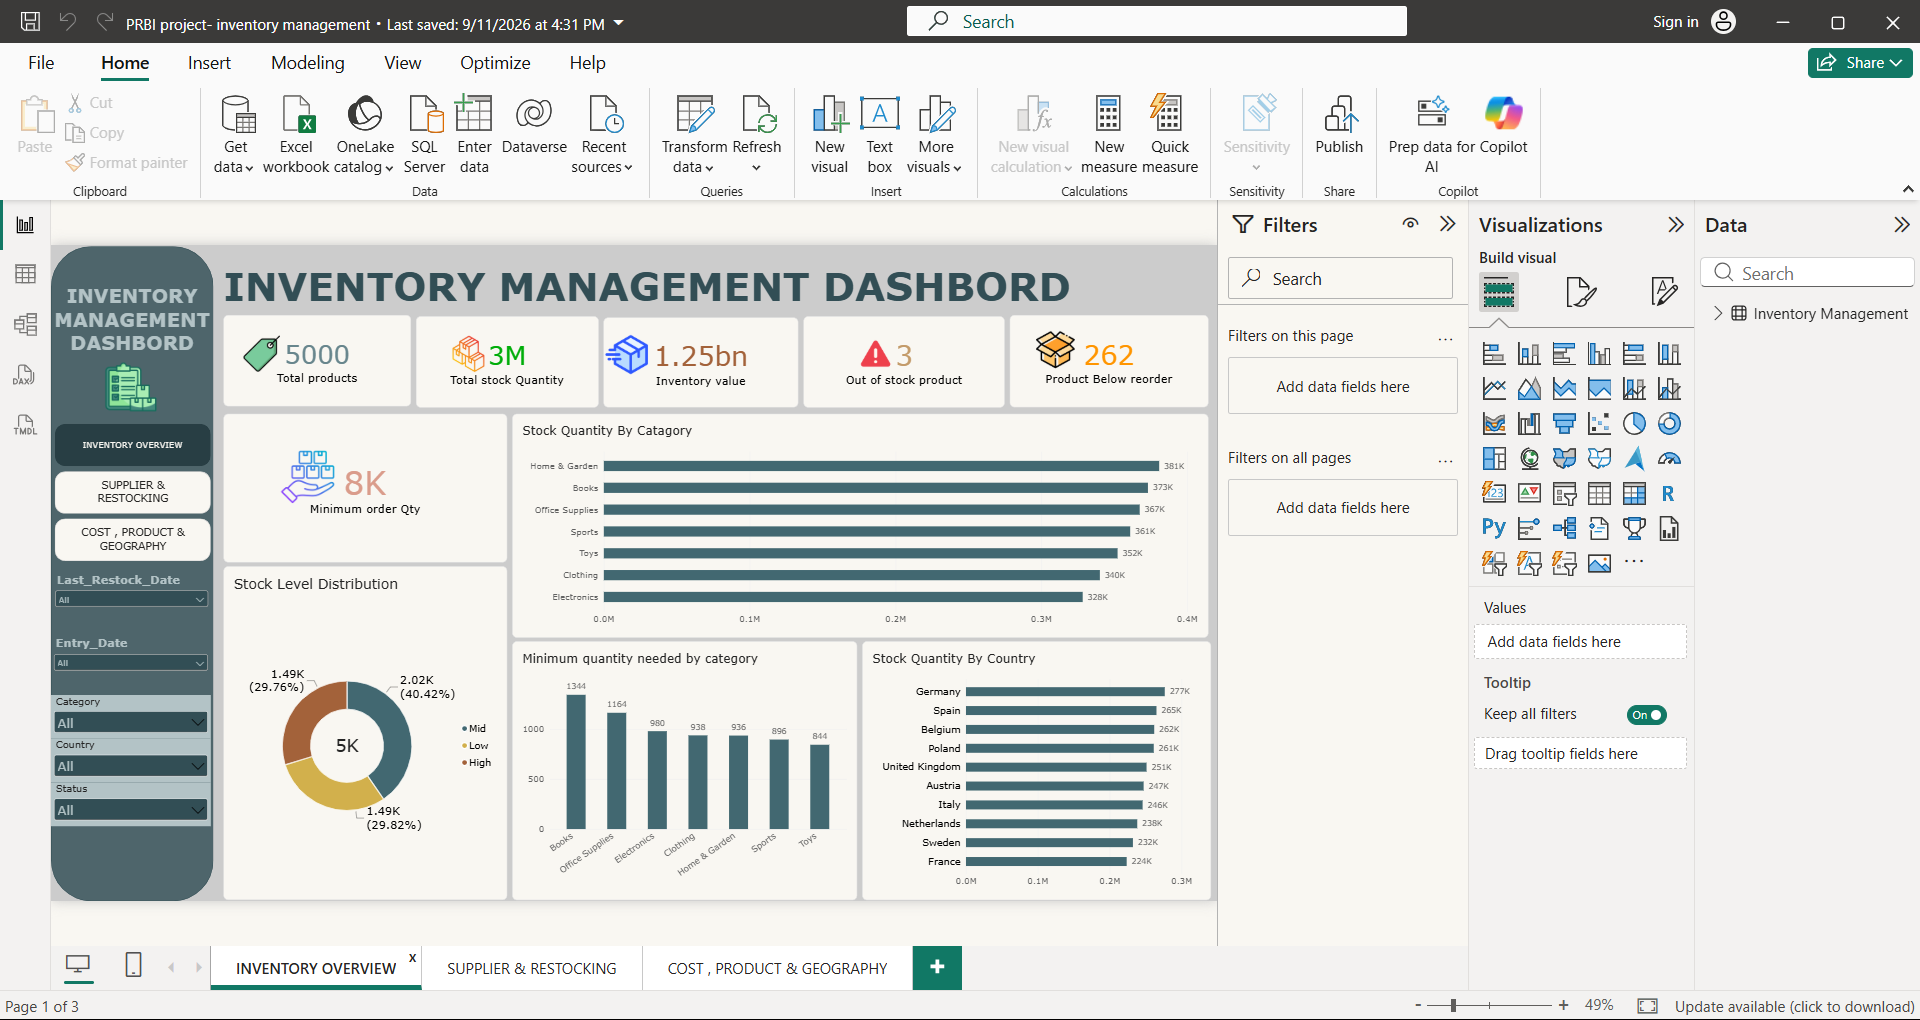 PRBI project- inventory management • Last saved: 9/11/2026 at 4:31 PM
Search
Sign in
File
Home
Insert
Modeling
View
Optimize
Help
Share
Paste
Cut
Copy
Format painter
Clipboard
Get data
Excel workbook
OneLake catalog
SQL Server
Enter data
Dataverse
Recent sources
Data
Transform data
Refresh
Queries
New visual
Text box
More visuals
Insert
New visual calculation
New measure
Quick measure
Calculations
Sensitivity
Sensitivity
Publish
Share
Prep data for AI
Copilot
Copilot
DAX
TMDL
INVENTORY
MANAGEMENT
DASHBORD
INVENTORY OVERVIEW
SUPPLIER &
RESTOCKING
COST , PRODUCT &
GEOGRAPHY
Last_Restock_Date
All
Entry_Date
All
Category
All
Country
All
Status
All
INVENTORY MANAGEMENT DASHBORD
5000
Total products
3M
Total stock Quantity
1.25bn
Inventory value
3
Out of stock product
262
Product Below reorder
8K
Minimum order Qty
Stock Quantity By Catagory
Home & Garden 381K
Books 373K
Office Supplies 367K
Sports 361K
Toys 352K
Clothing 340K
Electronics 328K
0.0M 0.1M 0.2M 0.3M 0.4M
Stock Level Distribution
1.49K
(29.76%)
2.02K
(40.42%)
5K
1.49K
(29.82%)
Mid
Low
High
Minimum quantity needed by category
1344 1164 980 938 936 896 844
1000
500
0
Books Office Supplies Electronics Clothing Home & Garden Sports Toys
Stock Quantity By Country
Germany 277K
Spain 265K
Belgium 262K
Poland 261K
United Kingdom 251K
Austria 247K
Italy 246K
Netherlands 238K
Sweden 232K
France 224K
0.0M 0.1M 0.2M 0.3M
Filters
Search
Filters on this page ...
Add data fields here
Filters on all pages ...
Add data fields here
Visualizations
Build visual
123
R
Py
...
Values
Add data fields here
Tooltip
Keep all filters On
Drag tooltip fields here
Data
Search
Inventory Management
INVENTORY OVERVIEW x
SUPPLIER & RESTOCKING
COST , PRODUCT & GEOGRAPHY
+
Page 1 of 3
- + 49%
Update available (click to download)